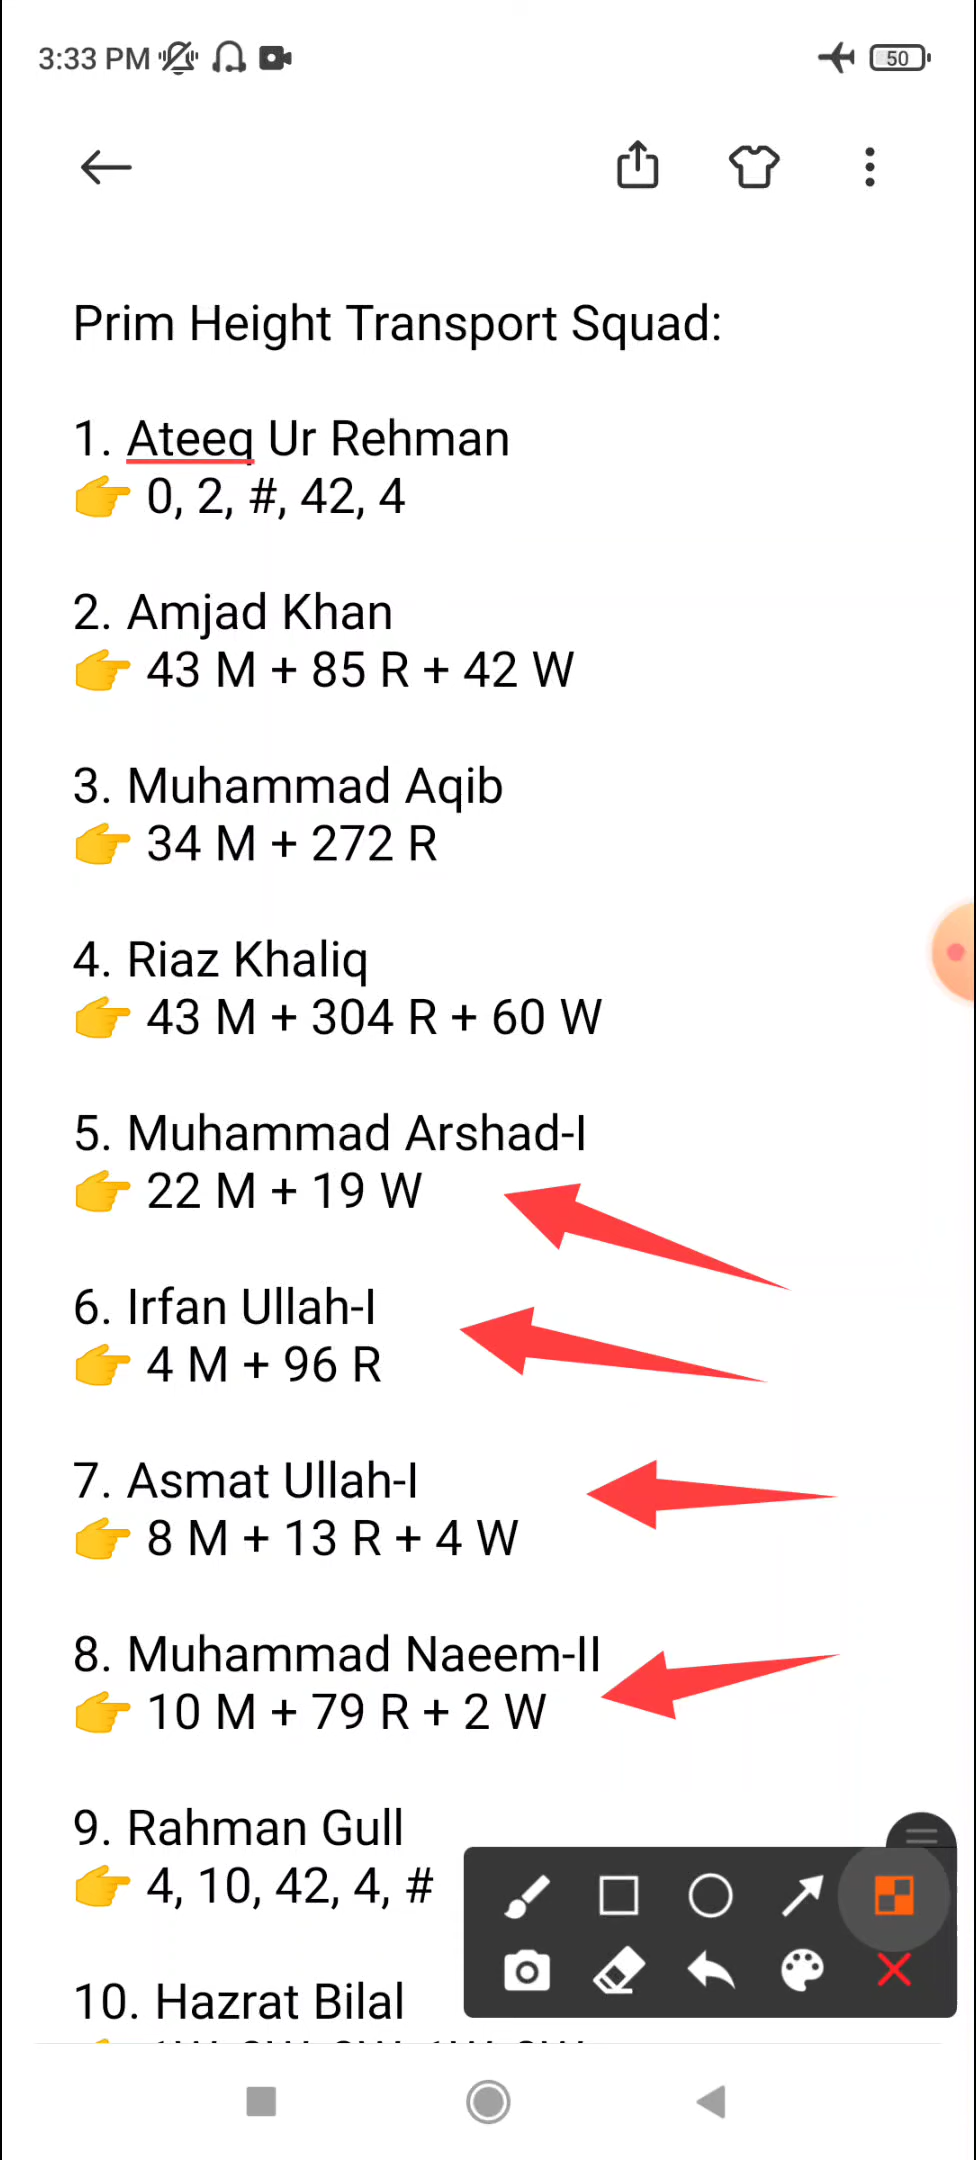 3:33 PM
50
Prim Height Transport Squad:
1. Ateeq Ur Rehman
👉 0, 2, #, 42, 4
2. Amjad Khan
👉 43 M + 85 R + 42 W
3. Muhammad Aqib
👉 34 M + 272 R
4. Riaz Khaliq
👉 43 M + 304 R + 60 W
5. Muhammad Arshad-I
👉 22 M + 19 W
6. Irfan Ullah-I
👉 4 M + 96 R
7. Asmat Ullah-I
👉 8 M + 13 R + 4 W
8. Muhammad Naeem-II
👉 10 M + 79 R + 2 W
9. Rahman Gull
👉 4, 10, 42, 4, #
10. Hazrat Bilal